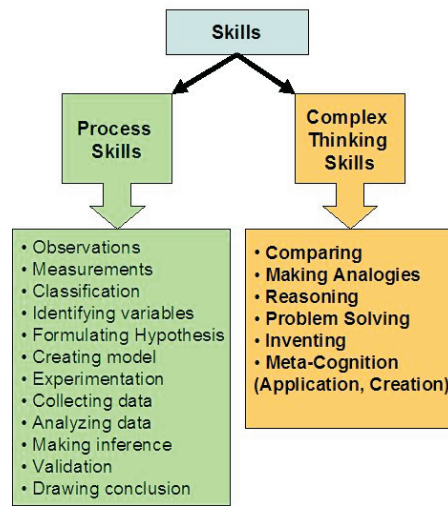 Skills
Process
Skills
• Observations
• Measurements
• Classification
• Identifying variables
• Formulating Hypothesis
• Creating model
• Experimentation
• Collecting data
• Analyzing data
• Making inference
• Validation
• Drawing conclusion
Complex
Thinking
Skills
• Comparing
• Making Analogies
• Reasoning
• Problem Solving
• Inventing
• Meta-Cognition
(Application, Creation)